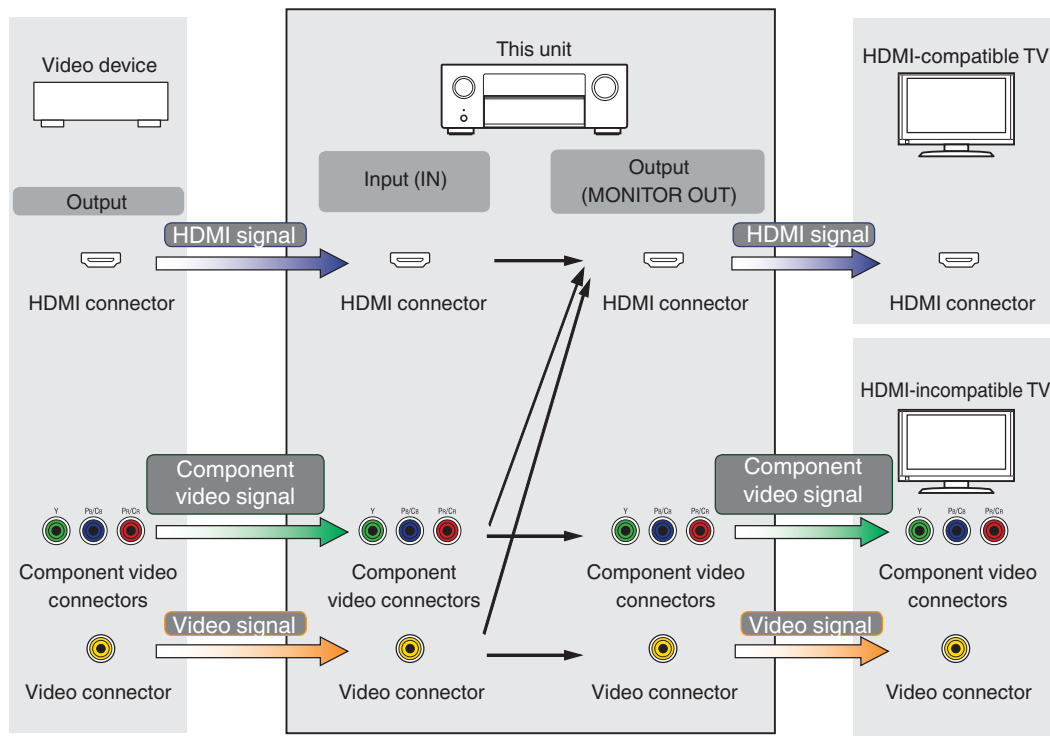 This unit
Video device
HDMI-compatible TV
Input (IN)
Output
(MONITOR OUT)
Output
HDMI signal
HDMI signal
HDMI connector
HDMI connector
HDMI connector
HDMI connector
HDMI-incompatible TV
Component
video signal
Component
video signal
Y PB/CB PR/CR
Y PB/CB PR/CR
Y PB/CB PR/CR
Y PB/CB PR/CR
Component video
connectors
Component
video connectors
Component video
connectors
Component video
connectors
Video signal
Video signal
Video connector
Video connector
Video connector
Video connector